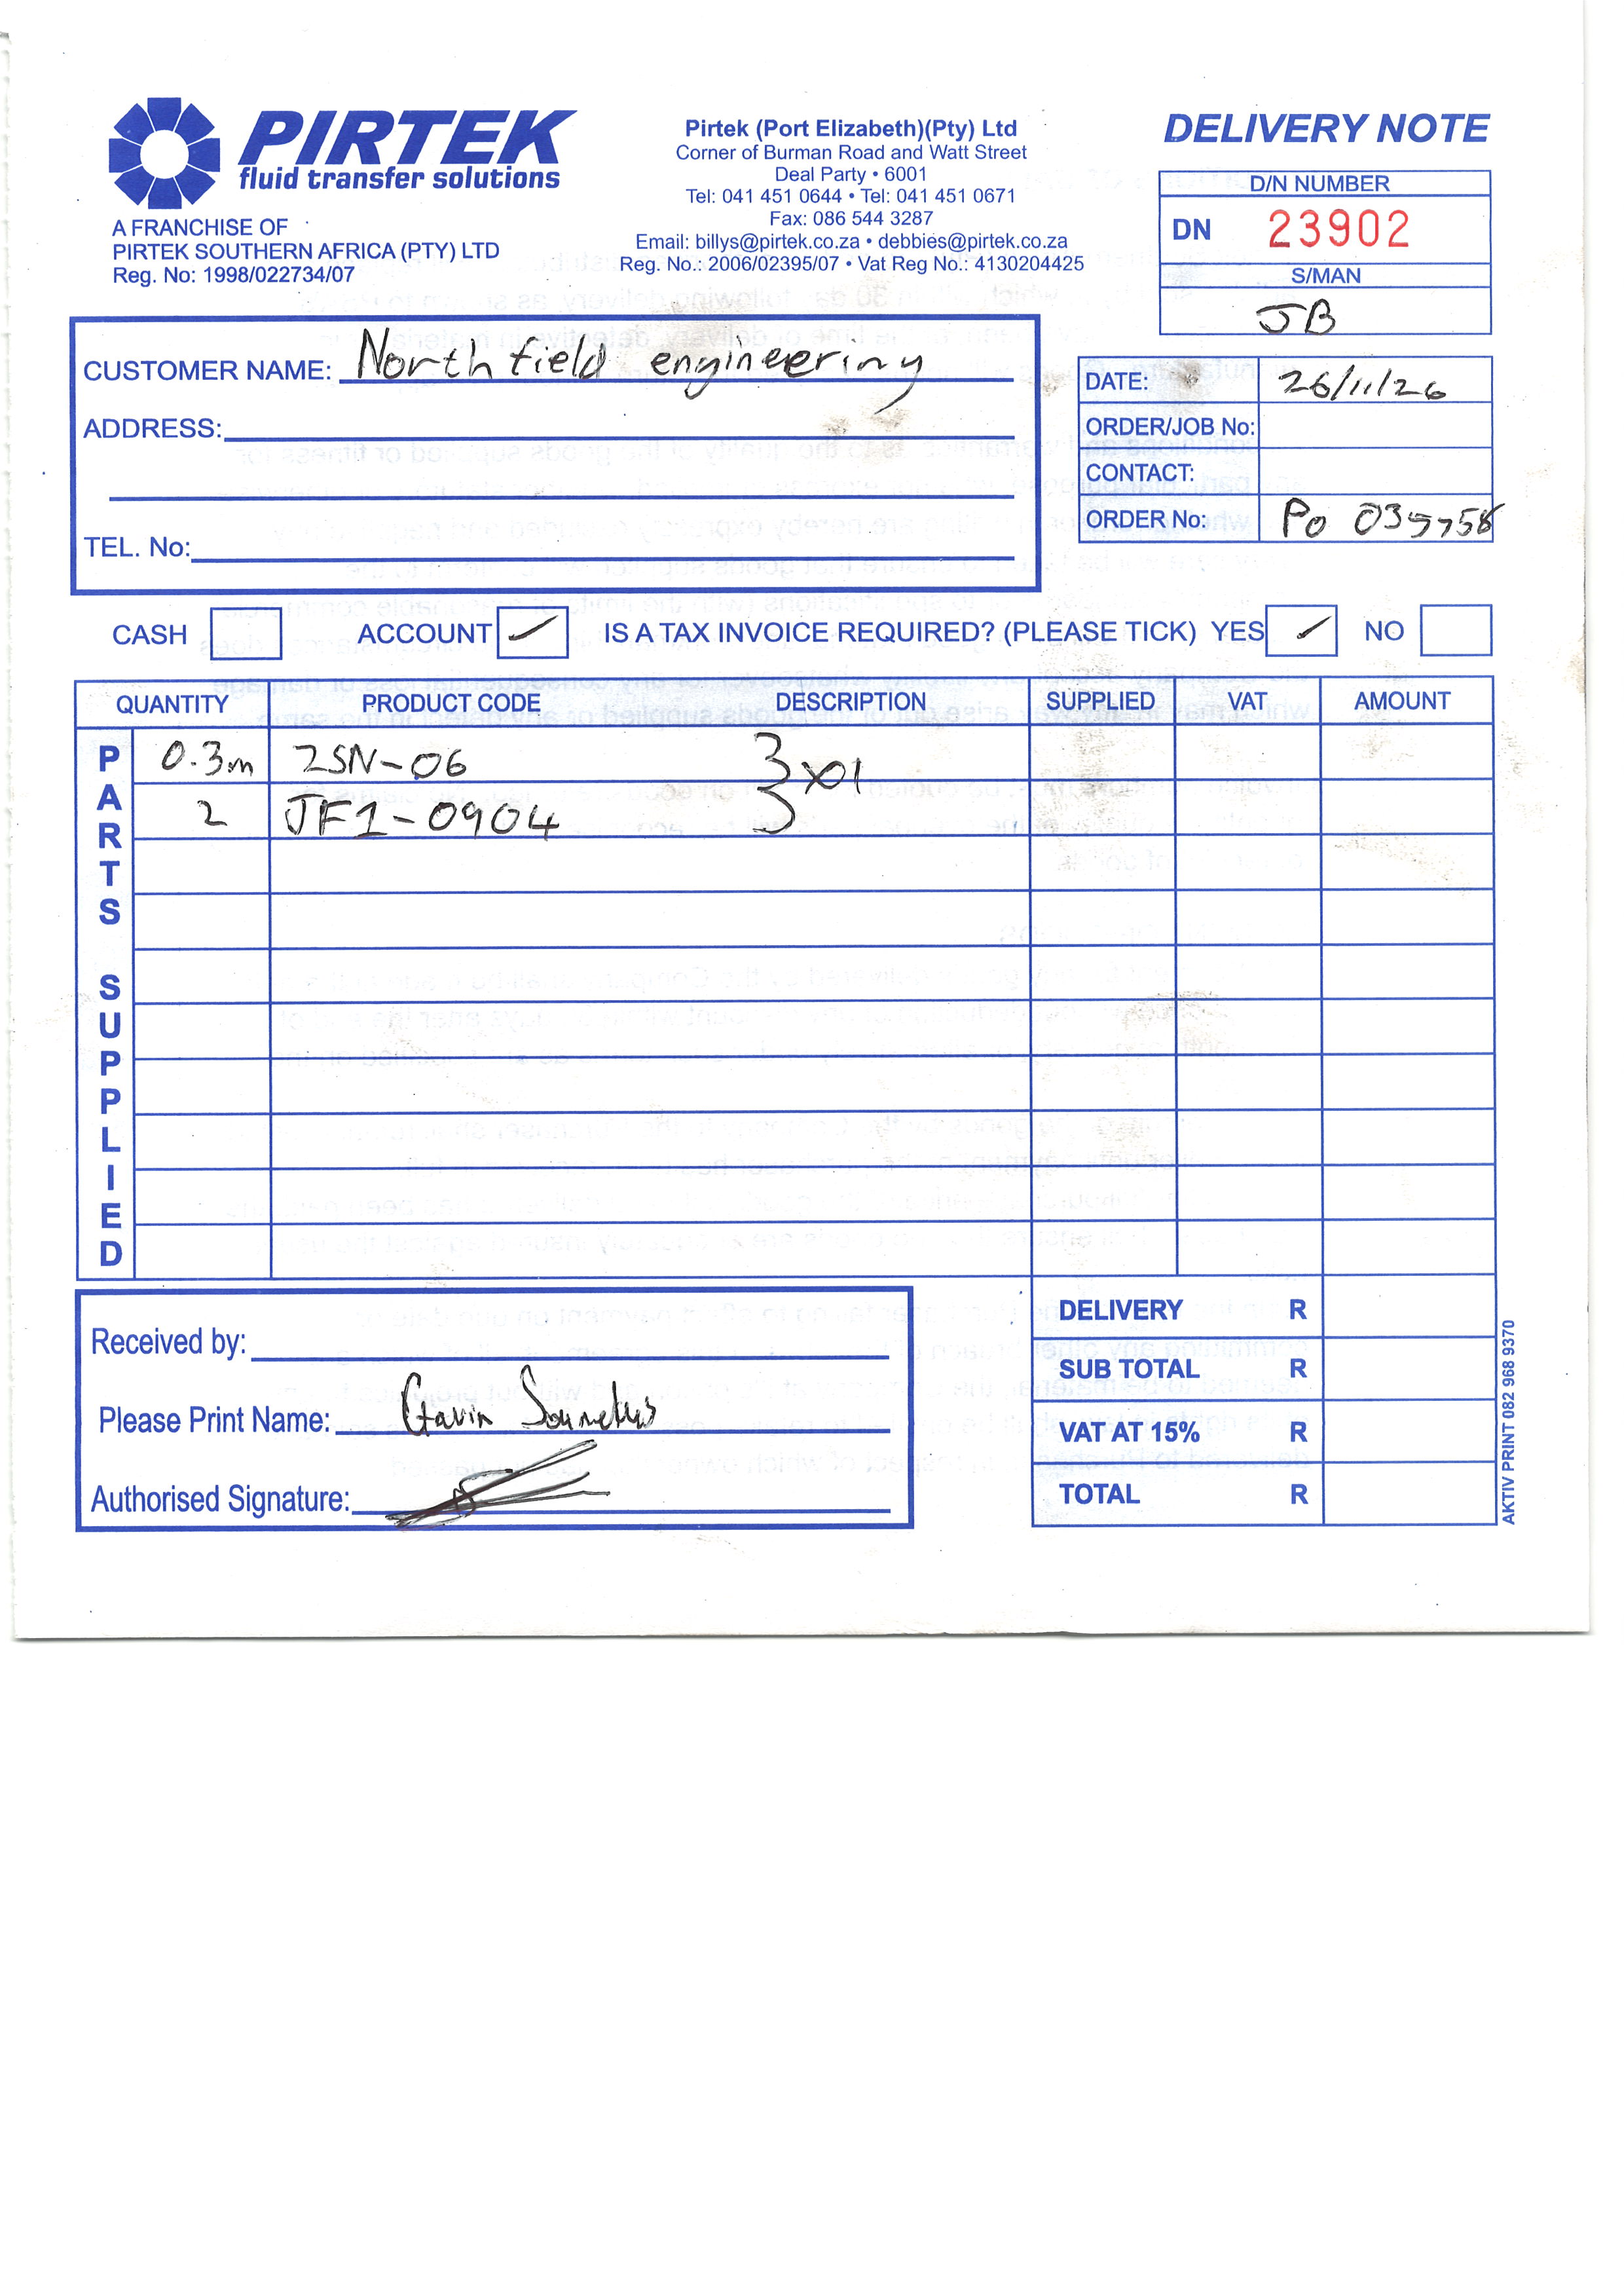 PIRTEK
fluid transfer solutions
A FRANCHISE OF
PIRTEK SOUTHERN AFRICA (PTY) LTD
Reg. No: 1998/022734/07
Pirtek (Port Elizabeth)(Pty) Ltd
Corner of Burman Road and Watt Street
Deal Party • 6001
Tel: 041 451 0644 • Tel: 041 451 0671
Fax: 086 544 3287
Email: billys@pirtek.co.za • debbies@pirtek.co.za
Reg. No.: 2006/02395/07 • Vat Reg No.: 4130204425
DELIVERY NOTE
D/N NUMBER
DN 23902
S/MAN
JB
CUSTOMER NAME: Northfield engineering
ADDRESS:
TEL. No:
DATE: 26/11/26
ORDER/JOB No:
CONTACT:
ORDER No: Po 035758
CASH ACCOUNT IS A TAX INVOICE REQUIRED? (PLEASE TICK) YES NO
QUANTITY PRODUCT CODE DESCRIPTION SUPPLIED VAT AMOUNT
PARTS SUPPLIED
0.3m 2SN-06
x01
2 JF1-0904
Received by:
Please Print Name: Gavin
Authorised Signature:
DELIVERY R
SUB TOTAL R
VAT AT 15% R
TOTAL R
AKTIV PRINT 082 968 9370